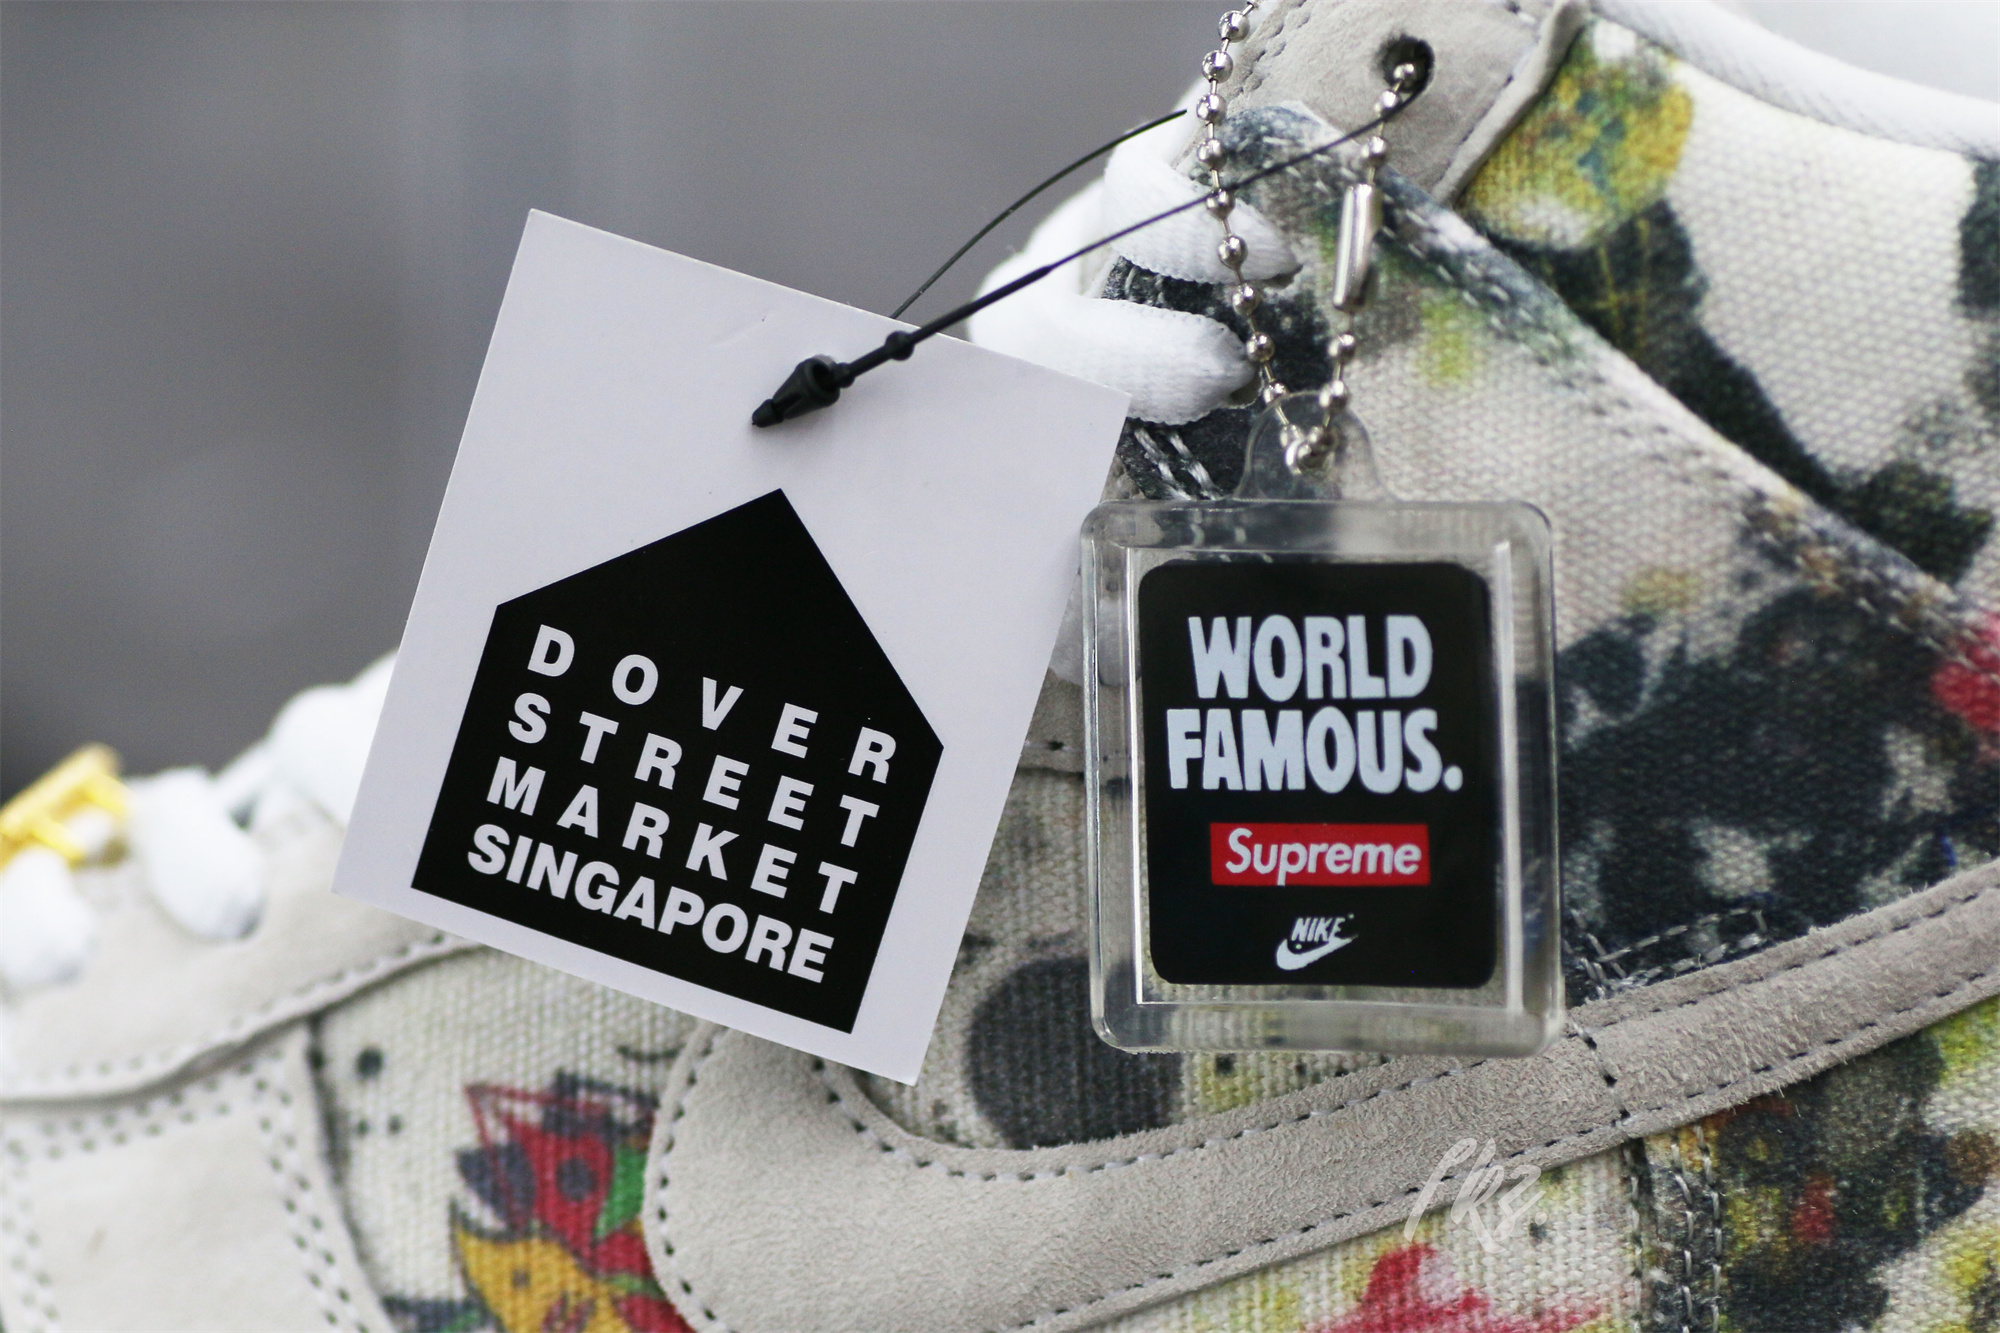 DOVER
STREET
MARKET
SINGAPORE
WORLD
FAMOUS.
Supreme
NIKE